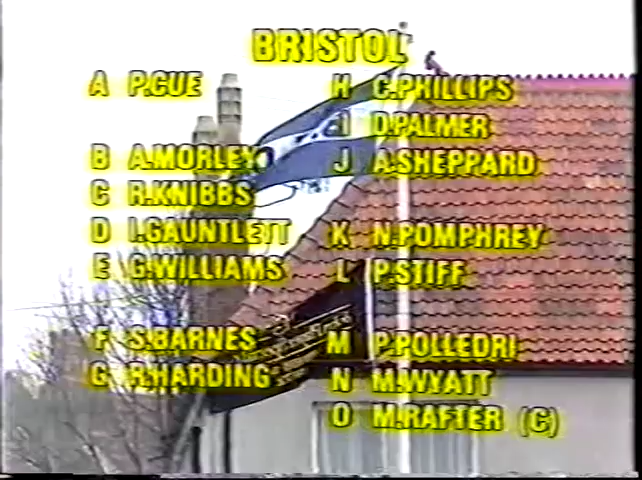 BRISTOL
A P.CUE
B A.MORLEY
C R.KNIBBS
D I.GAUNTLETT
E G.WILLIAMS
F S.BARNES
G R.HARDING
H C.PHILLIPS
I D.PALMER
J A.SHEPPARD
K N.POMPHREY
L P.STIFF
M P.POLLEDRI
N M.WYATT
O M.RAFTER (C)